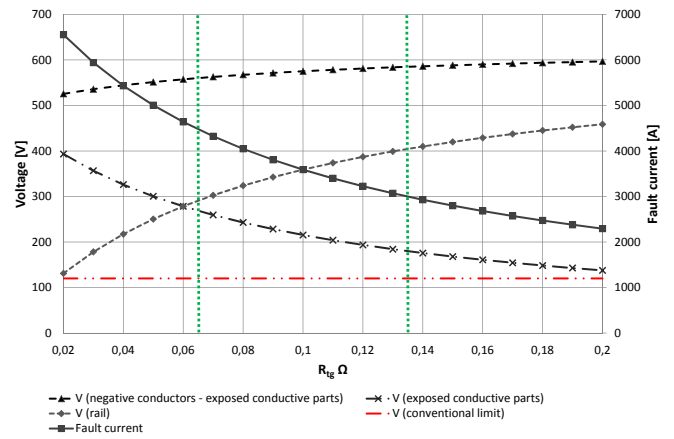 700 7000
600 6000
500 5000
400 4000
300 3000
200 2000
100 1000
0 0
Voltage [V]
Fault current [A]
0,02 0,04 0,06 0,08 0,1 0,12 0,14 0,16 0,18 0,2
Rtg Ω
V (negative conductors - exposed conductive parts) V (exposed conductive parts)
V (rail) V (conventional limit)
Fault current